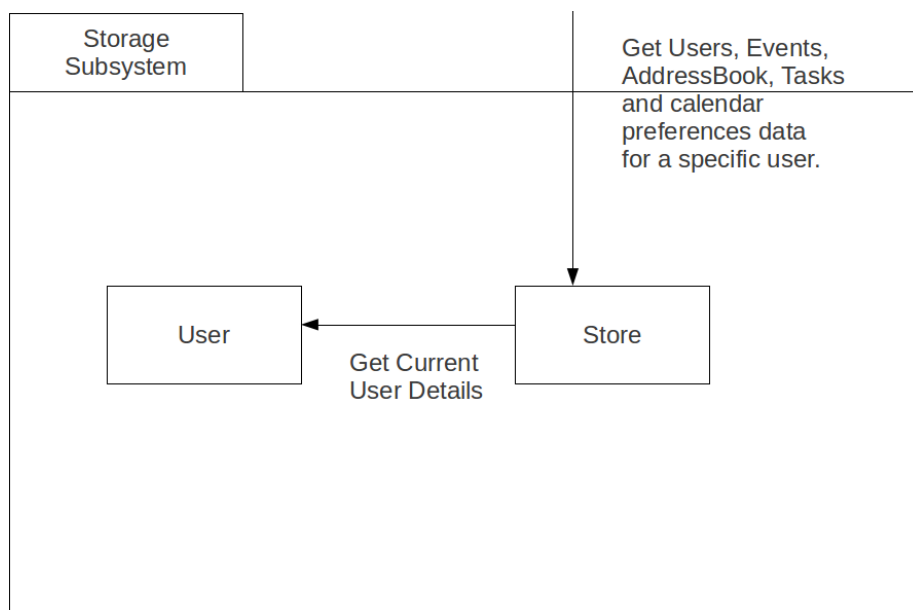 Storage
Subsystem
Get Users, Events,
AddressBook, Tasks
and calendar
preferences data
for a specific user.
User
Store
Get Current
User Details